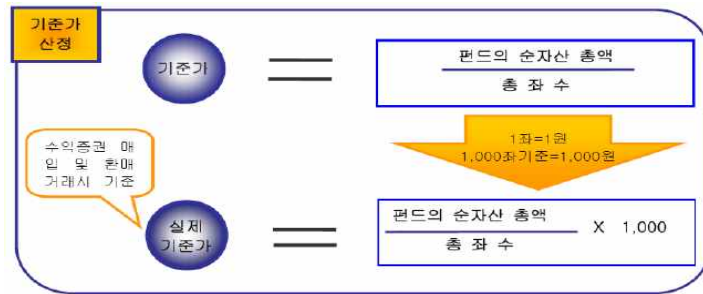 기준가
산정
기준가
펀드의 순자산 총액
총 좌 수
1좌=1원
1,000좌기준=1,000원
수익증권 매
입 및 환매
거래시 기준
실제
기준가
펀드의 순자산 총액
총 좌 수
X 1,000